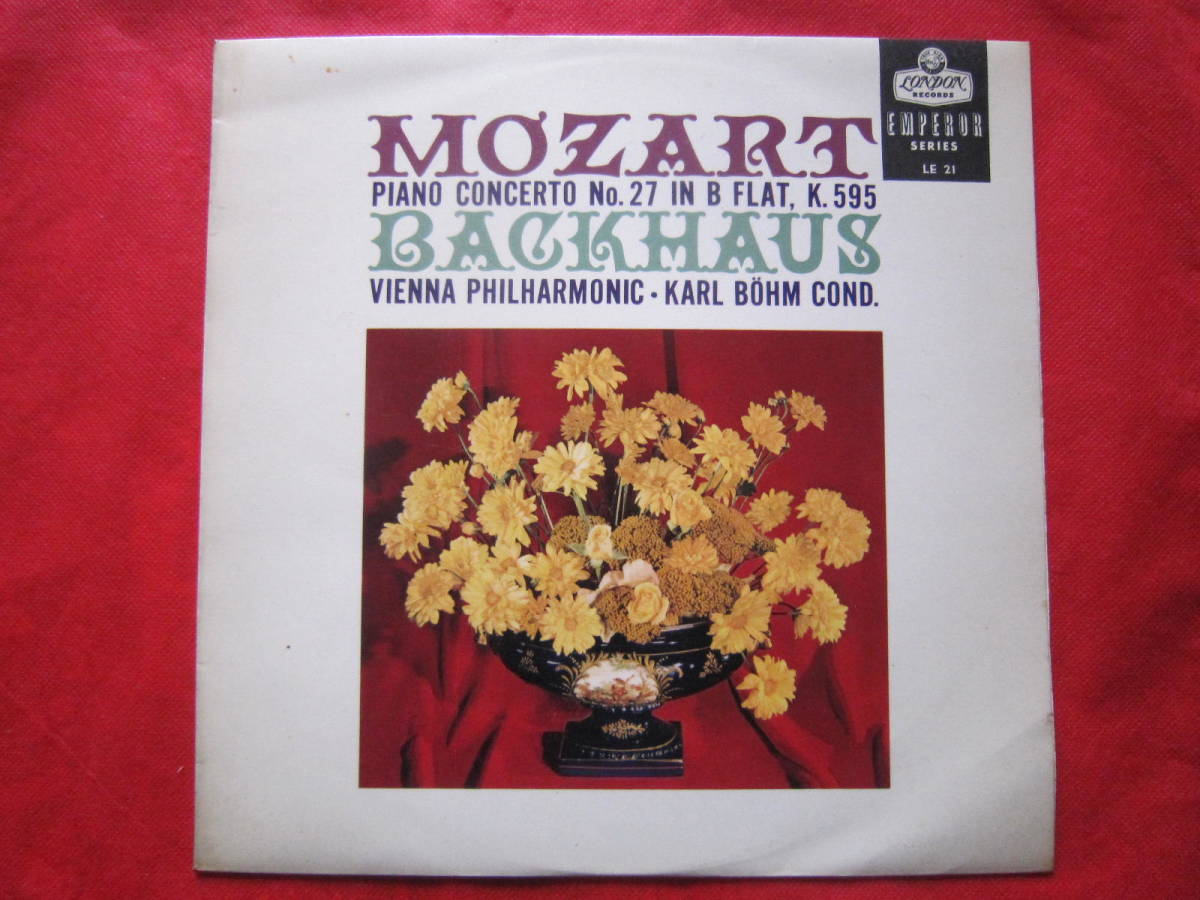 MOZART
PIANO CONCERTO No. 27 IN B FLAT, K. 595
BACKHAUS
VIENNA PHILHARMONIC · KARL BÖHM COND.
LONDON
RECORDS
EMPEROR
SERIES
LE 21